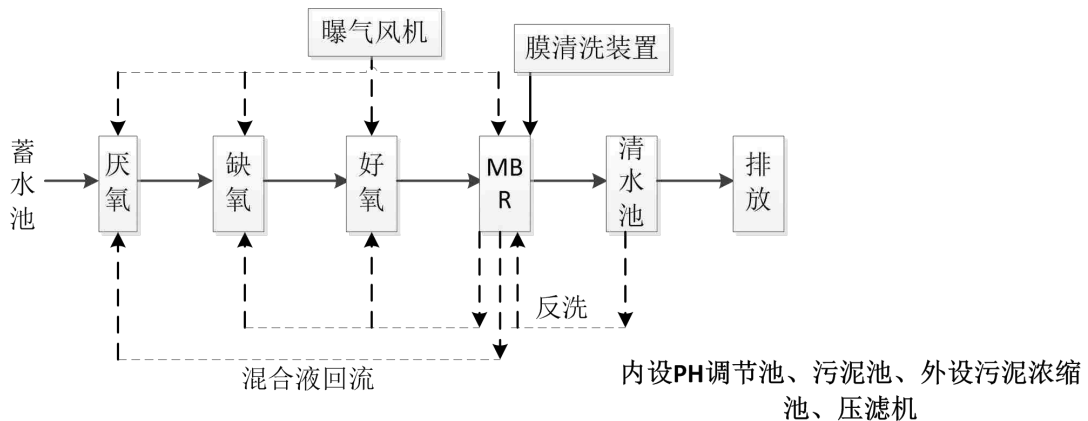 曝气风机
膜清洗装置
蓄水池
厌氧
缺氧
好氧
MB
R
清水池
排放
反洗
混合液回流
内设PH调节池、污泥池、外设污泥浓缩
池、压滤机